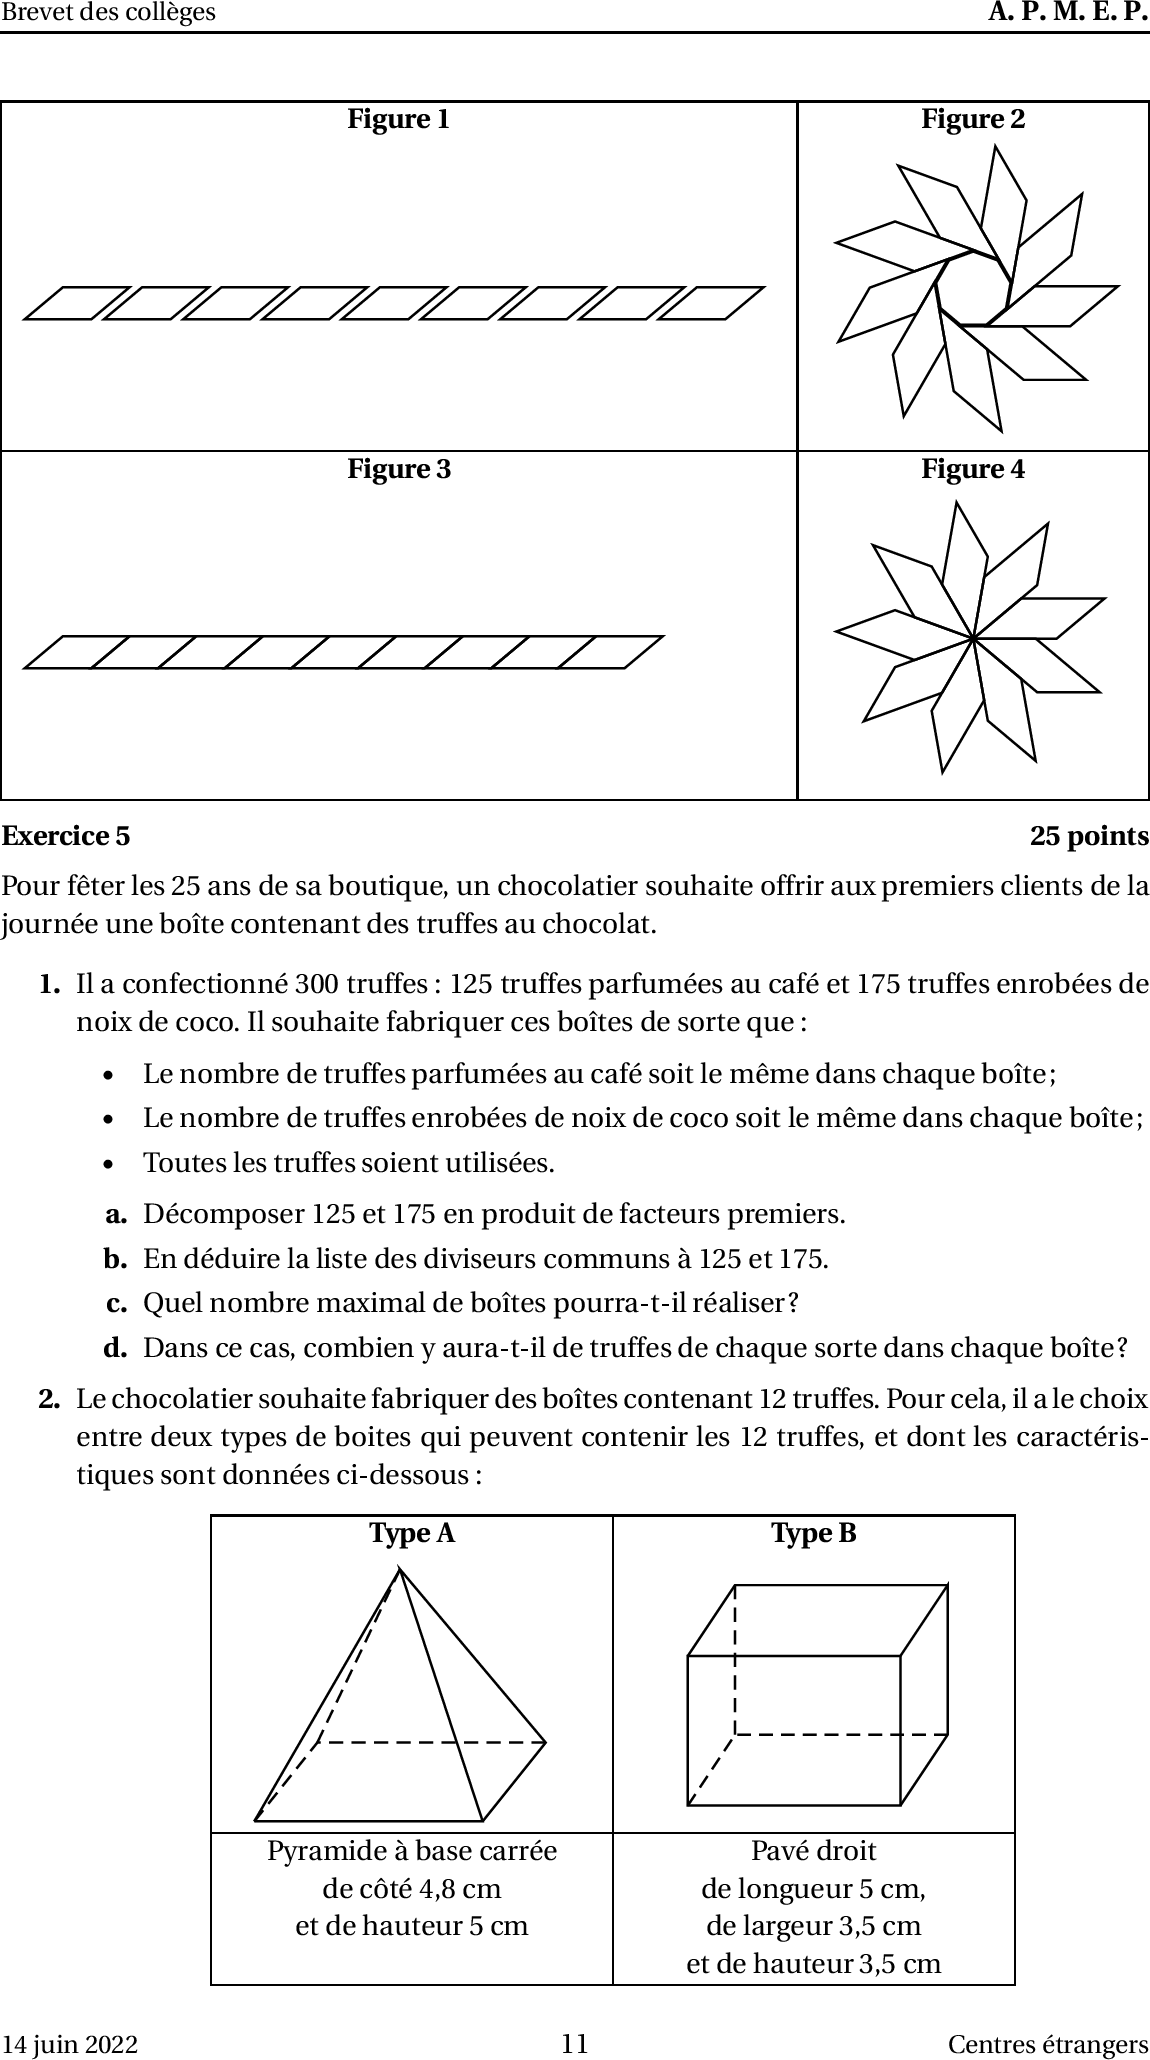 Brevet des collèges A. P. M. E. P.
Figure 1 Figure 2
Figure 3 Figure 4
Exercice 5 25 points
Pour fêter les 25 ans de sa boutique, un chocolatier souhaite offrir aux premiers clients de la
journée une boîte contenant des truffes au chocolat.
1. Il a confectionné 300 truffes : 125 truffes parfumées au café et 175 truffes enrobées de
noix de coco. Il souhaite fabriquer ces boîtes de sorte que :
• Le nombre de truffes parfumées au café soit le même dans chaque boîte ;
• Le nombre de truffes enrobées de noix de coco soit le même dans chaque boîte ;
• Toutes les truffes soient utilisées.
a. Décomposer 125 et 175 en produit de facteurs premiers.
b. En déduire la liste des diviseurs communs à 125 et 175.
c. Quel nombre maximal de boîtes pourra-t-il réaliser ?
d. Dans ce cas, combien y aura-t-il de truffes de chaque sorte dans chaque boîte ?
2. Le chocolatier souhaite fabriquer des boîtes contenant 12 truffes. Pour cela, il a le choix
entre deux types de boites qui peuvent contenir les 12 truffes, et dont les caractéris-
tiques sont données ci-dessous :
Type A Type B
Pyramide à base carrée Pavé droit
de côté 4,8 cm de longueur 5 cm,
et de hauteur 5 cm de largeur 3,5 cm
et de hauteur 3,5 cm
14 juin 2022 11 Centres étrangers